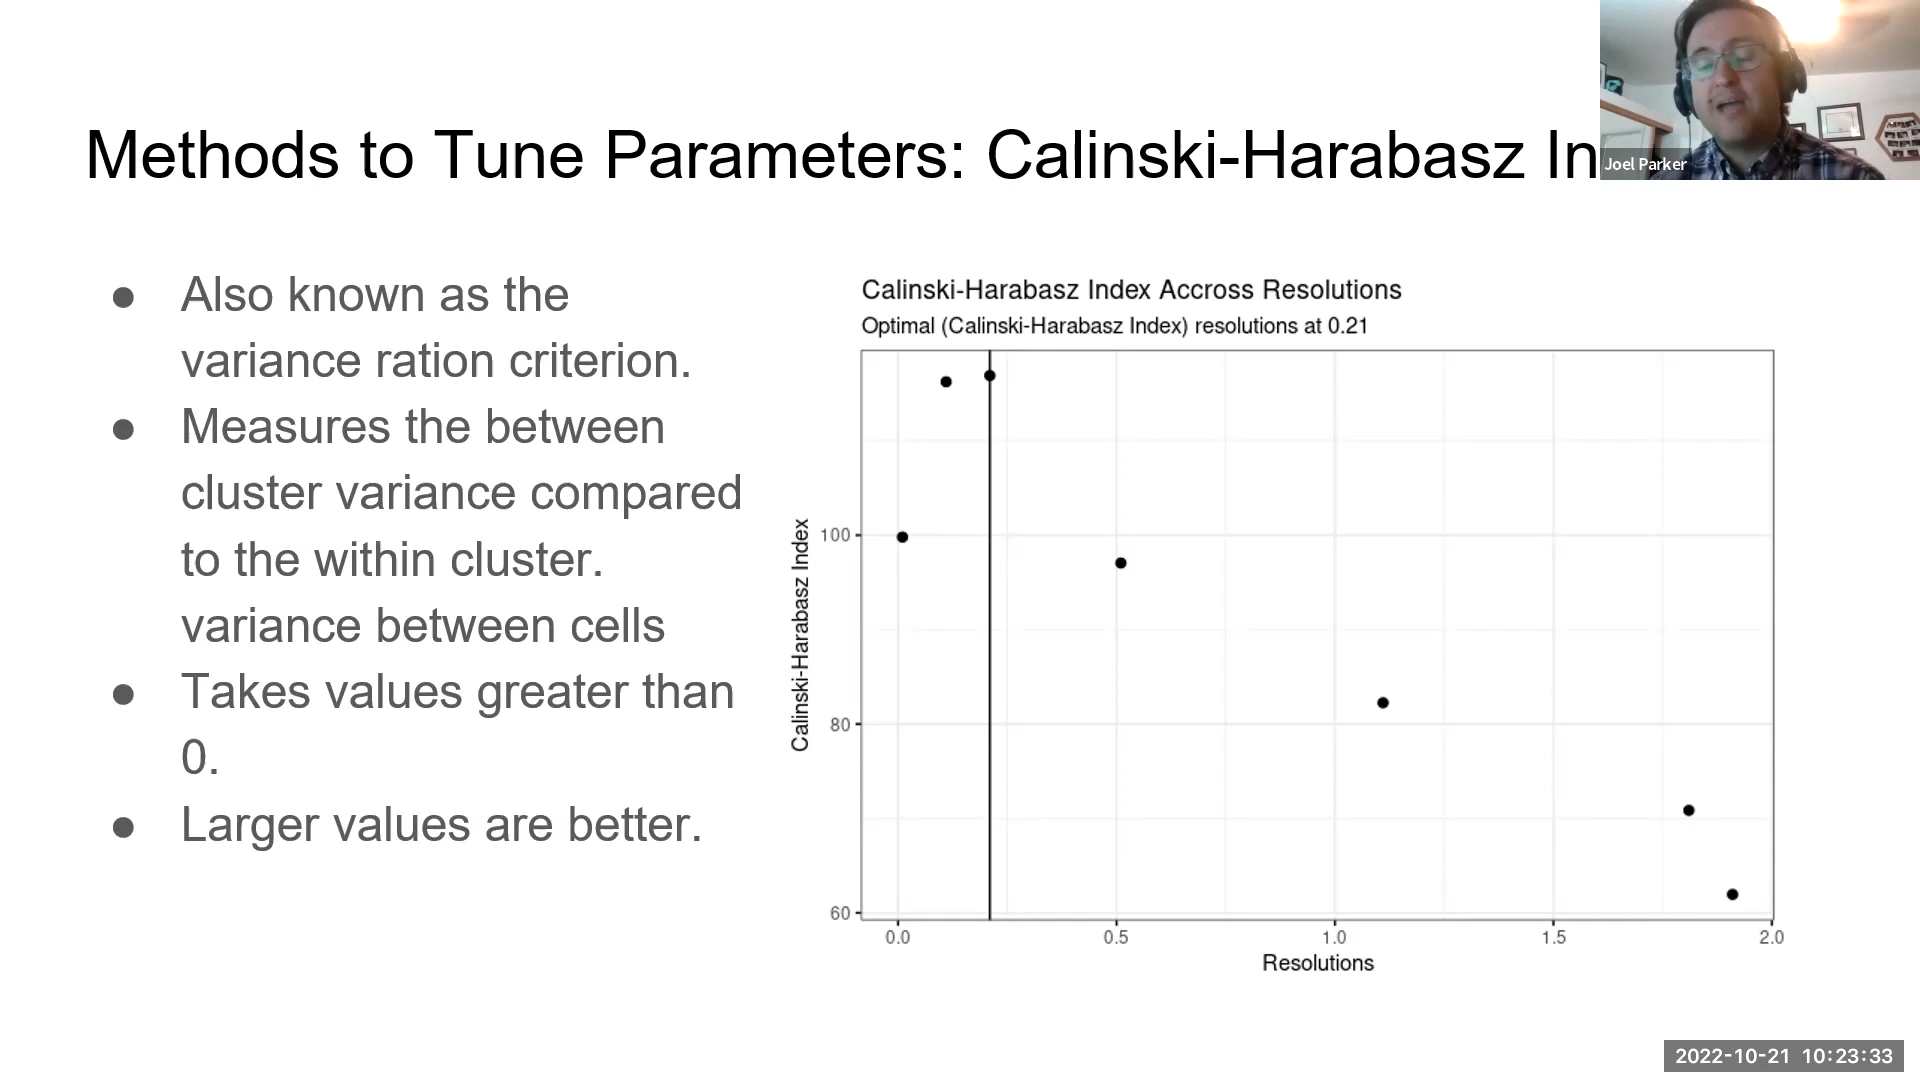 Methods to Tune Parameters: Calinski-Harabasz In
Joel Parker
● Also known as the
variance ration criterion.
● Measures the between
cluster variance compared
to the within cluster.
variance between cells
● Takes values greater than
0.
● Larger values are better.
Calinski-Harabasz Index Accross Resolutions
Optimal (Calinski-Harabasz Index) resolutions at 0.21
Calinski-Harabasz Index
100
80
60
0.0 0.5 1.0 1.5 2.0
Resolutions
2022-10-21 10:23:33